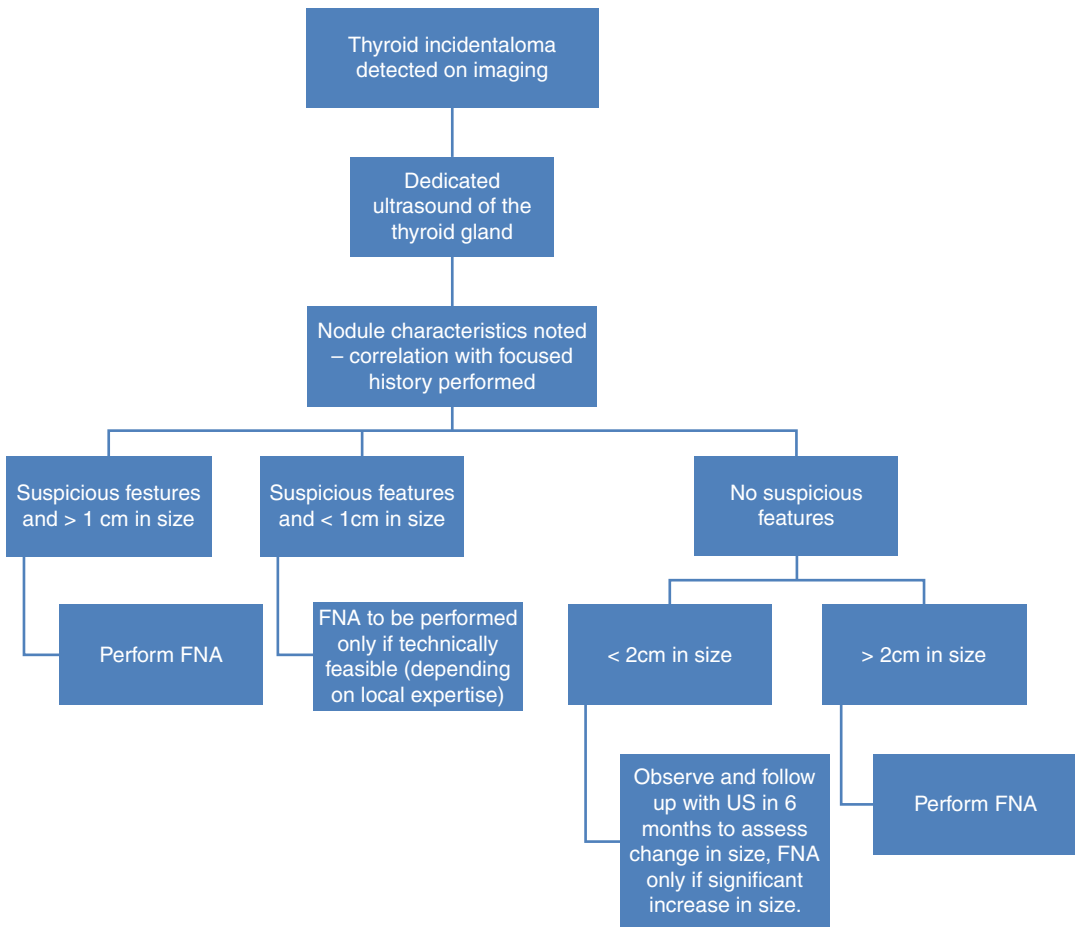 Thyroid incidentaloma
detected on imaging
Dedicated
ultrasound of the
thyroid gland
Nodule characteristics noted
– correlation with focused
history performed
Suspicious festures
and > 1 cm in size
Suspicious features
and < 1cm in size
No suspicious
features
Perform FNA
FNA to be performed
only if technically
feasible (depending
on local expertise)
< 2cm in size
> 2cm in size
Observe and follow
up with US in 6
months to assess
change in size, FNA
only if significant
increase in size.
Perform FNA